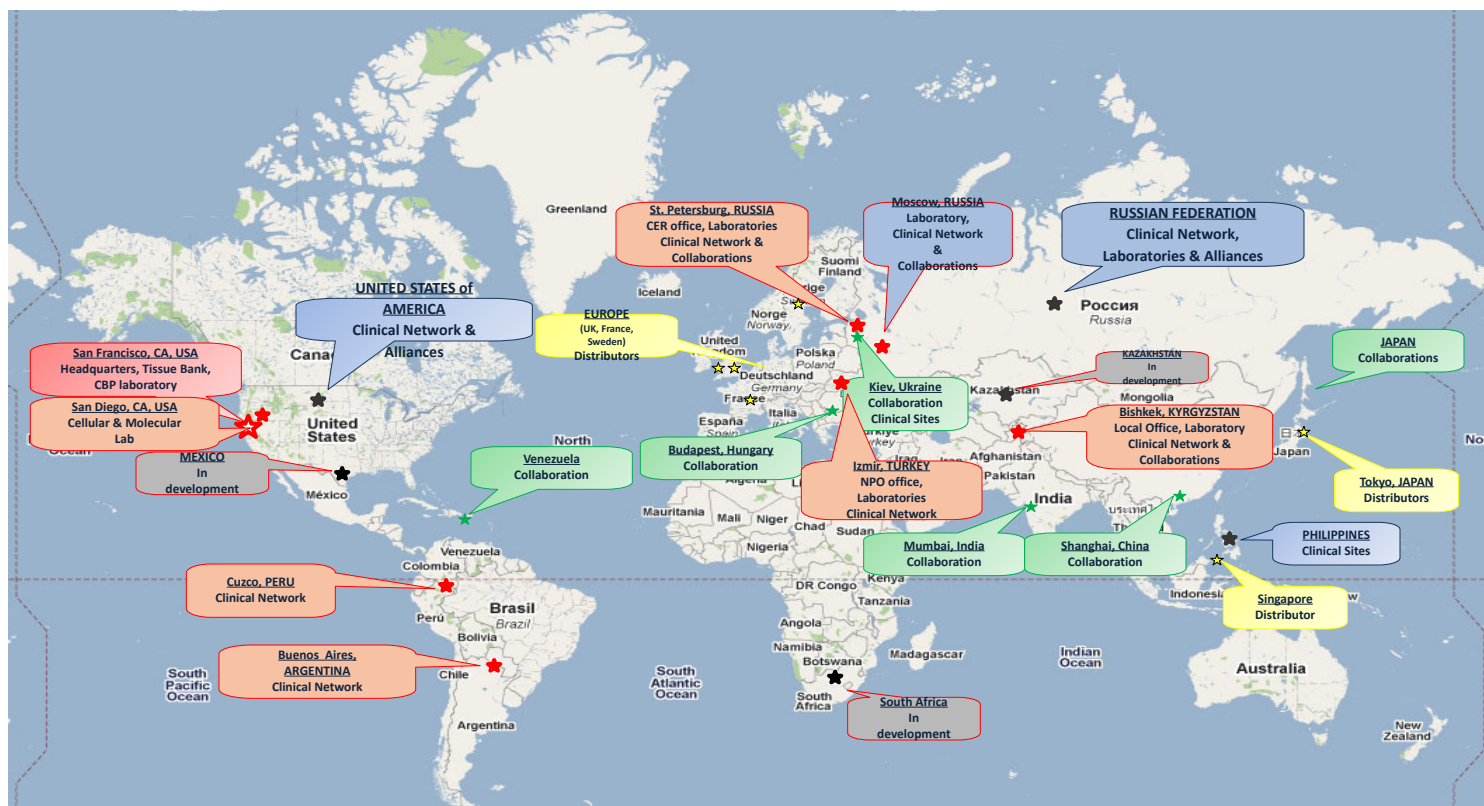 Greenland
Iceland
St. Petersburg, RUSSIA
CER office, Laboratories
Clinical Network &
Collaborations
Moscow, RUSSIA
Laboratory,
Clinical Network
&
Collaborations
RUSSIAN FEDERATION
Clinical Network,
Laboratories & Alliances
Suomi
Finland
Norge
Norway
Россия
Russia
UNITED STATES of
AMERICA
Clinical Network &
Alliances
EUROPE
(UK, France,
Sweden)
Distributors
United
Polska
Poland
Deutschland
Germany
France
Italia
Italy
España
Spain
San Francisco, CA, USA
Headquarters, Tissue Bank,
CBP laboratory
San Diego, CA, USA
Cellular & Molecular
Lab
MEXICO
In
development
United
States
México
Ocean
North
Venezuela
Collaboration
Budapest, Hungary
Collaboration
Kiev, Ukraine
Collaboration
Clinical Sites
Izmir, TURKEY
NPO office,
Laboratories
Clinical Network
KAZAKHSTAN
In
development
Mongolia
Bishkek, KYRGYZSTAN
Local Office, Laboratory
Clinical Network &
Collaborations
Afghanistan
Pakistan
Iraq
JAPAN
Collaborations
Japan
Tokyo, JAPAN
Distributors
India
Mumbai, India
Collaboration
Shanghai, China
Collaboration
PHILIPPINES
Clinical Sites
Singapore
Distributor
Mauritania
Mali
Niger
Chad
Sudan
Nigeria
DR Congo
Kenya
Tanzania
Angola
Namibia
Botswana
Madagascar
South
Africa
South Africa
In
development
Venezuela
Colombia
Cuzco, PERU
Clinical Network
Perú
Brasil
Brazil
Bolivia
Buenos Aires,
ARGENTINA
Clinical Network
Chile
Argentina
South
Pacific
Ocean
South
Atlantic
Ocean
Indian
Ocean
Australia
New
Zealand